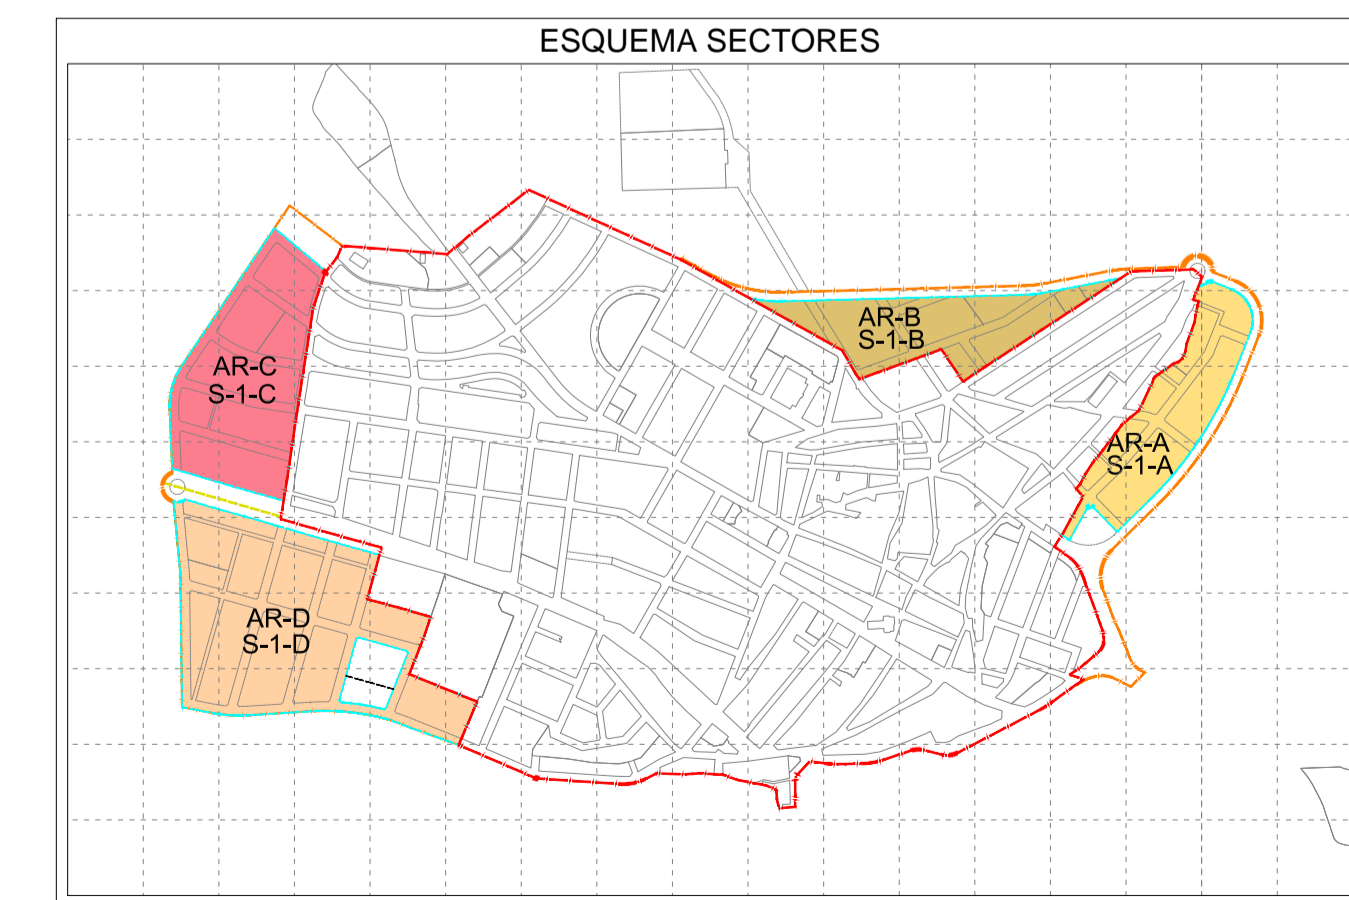 ESQUEMA SECTORES
AR-B
S-1-B
AR-C
S-1-C
AR-A
S-1-A
AR-D
S-1-D